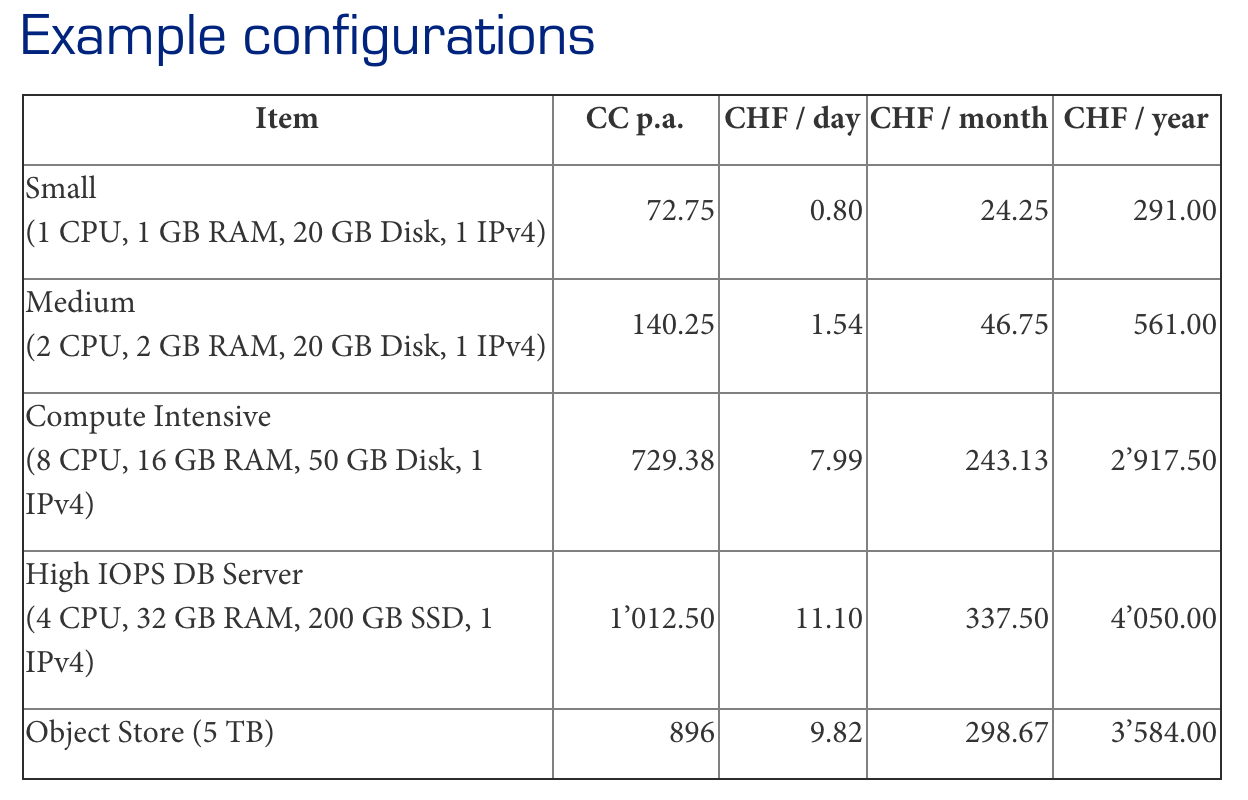 Example configurations
Item CC p.a. CHF / day CHF / month CHF / year
Small
(1 CPU, 1 GB RAM, 20 GB Disk, 1 IPv4) 72.75 0.80 24.25 291.00
Medium
(2 CPU, 2 GB RAM, 20 GB Disk, 1 IPv4) 140.25 1.54 46.75 561.00
Compute Intensive
(8 CPU, 16 GB RAM, 50 GB Disk, 1 729.38 7.99 243.13 2’917.50
IPv4)
High IOPS DB Server
(4 CPU, 32 GB RAM, 200 GB SSD, 1 1’012.50 11.10 337.50 4’050.00
IPv4)
Object Store (5 TB) 896 9.82 298.67 3’584.00